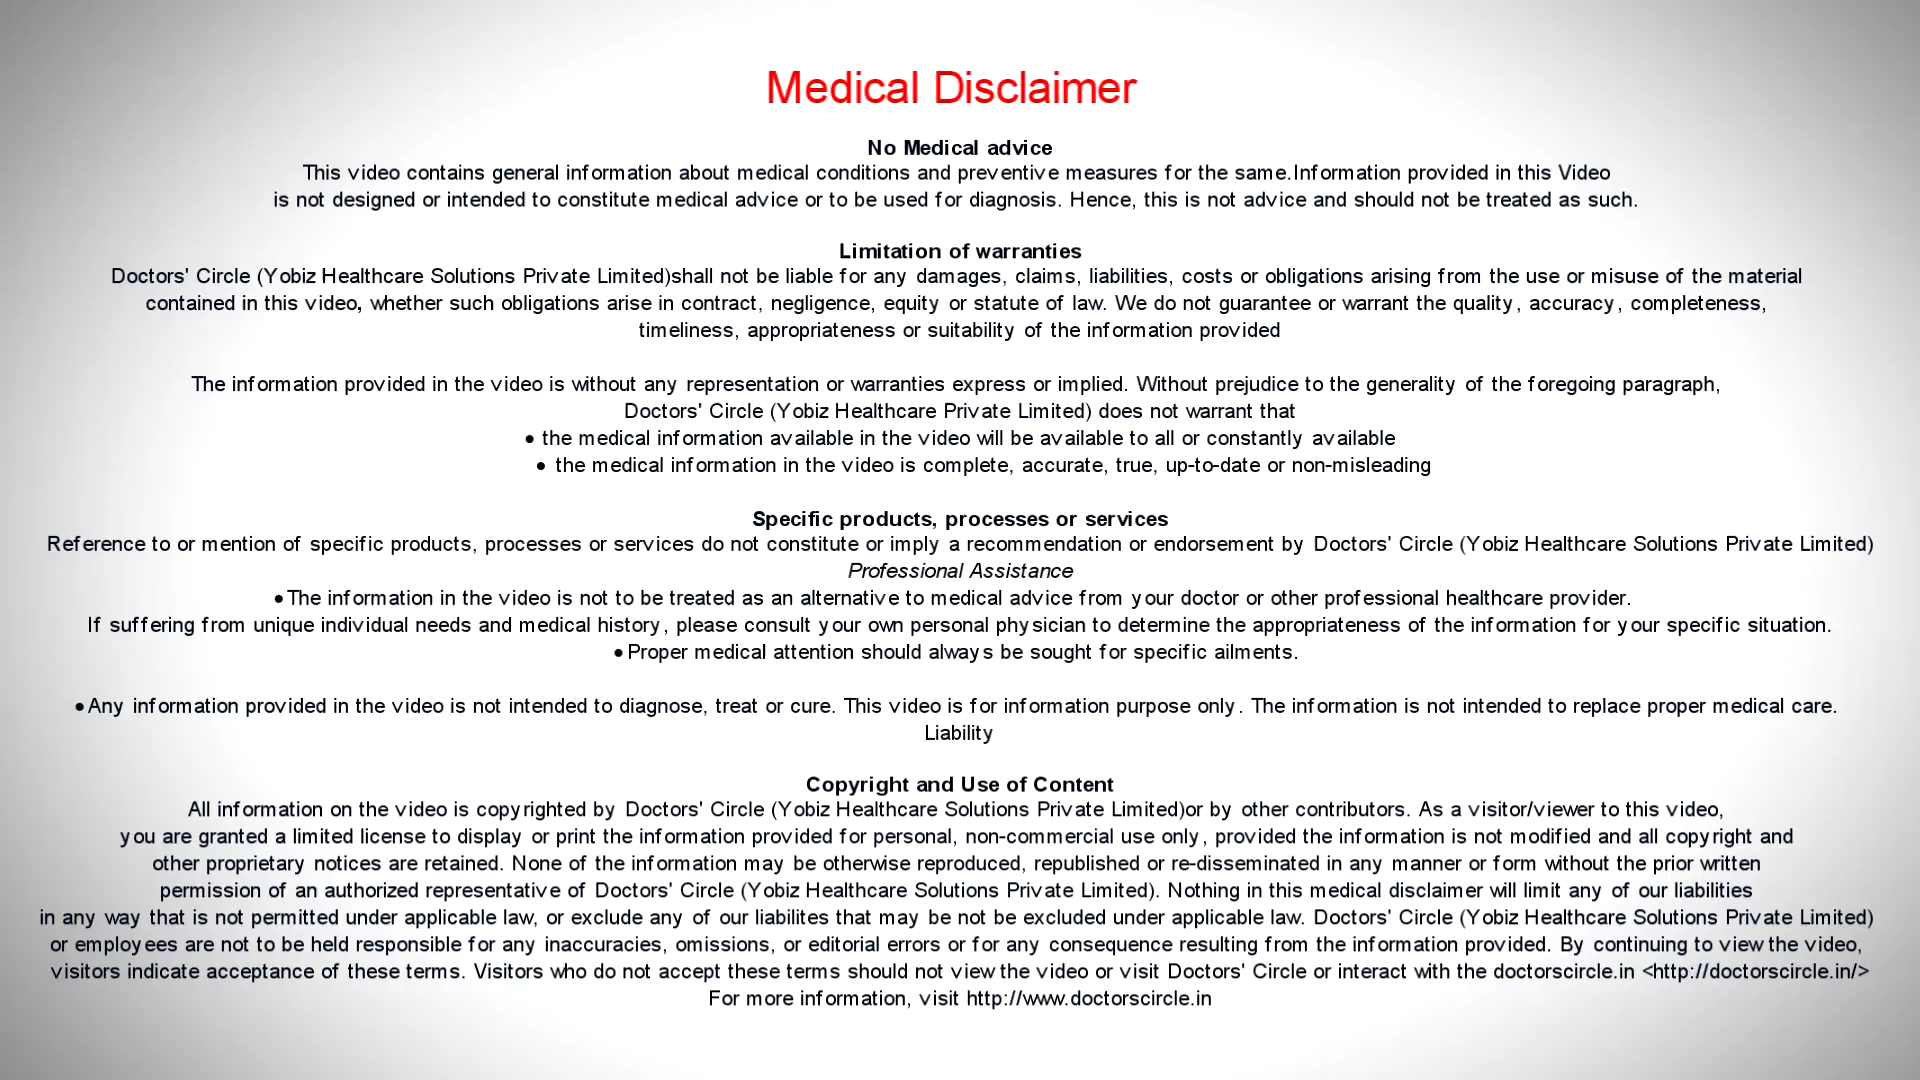 Medical Disclaimer
No Medical advice
This video contains general information about medical conditions and preventive measures for the same.Information provided in this Video
is not designed or intended to constitute medical advice or to be used for diagnosis. Hence, this is not advice and should not be treated as such.
Limitation of warranties
Doctors' Circle (Yobiz Healthcare Solutions Private Limited)shall not be liable for any damages, claims, liabilities, costs or obligations arising from the use or misuse of the material
contained in this video, whether such obligations arise in contract, negligence, equity or statute of law. We do not guarantee or warrant the quality, accuracy, completeness,
timeliness, appropriateness or suitability of the information provided
The information provided in the video is without any representation or warranties express or implied. Without prejudice to the generality of the foregoing paragraph,
Doctors' Circle (Yobiz Healthcare Private Limited) does not warrant that
• the medical information available in the video will be available to all or constantly available
• the medical information in the video is complete, accurate, true, up-to-date or non-misleading
Specific products, processes or services
Reference to or mention of specific products, processes or services do not constitute or imply a recommendation or endorsement by Doctors' Circle (Yobiz Healthcare Solutions Private Limited)
Professional Assistance
•The information in the video is not to be treated as an alternative to medical advice from your doctor or other professional healthcare provider.
If suffering from unique individual needs and medical history, please consult your own personal physician to determine the appropriateness of the information for your specific situation.
•Proper medical attention should always be sought for specific ailments.
•Any information provided in the video is not intended to diagnose, treat or cure. This video is for information purpose only. The information is not intended to replace proper medical care.
Liability
Copyright and Use of Content
All information on the video is copyrighted by Doctors' Circle (Yobiz Healthcare Solutions Private Limited)or by other contributors. As a visitor/viewer to this video,
you are granted a limited license to display or print the information provided for personal, non-commercial use only, provided the information is not modified and all copyright and
other proprietary notices are retained. None of the information may be otherwise reproduced, republished or re-disseminated in any manner or form without the prior written
permission of an authorized representative of Doctors' Circle (Yobiz Healthcare Solutions Private Limited). Nothing in this medical disclaimer will limit any of our liabilities
in any way that is not permitted under applicable law, or exclude any of our liabilites that may be not be excluded under applicable law. Doctors' Circle (Yobiz Healthcare Solutions Private Limited)
or employees are not to be held responsible for any inaccuracies, omissions, or editorial errors or for any consequence resulting from the information provided. By continuing to view the video,
visitors indicate acceptance of these terms. Visitors who do not accept these terms should not view the video or visit Doctors' Circle or interact with the doctorscircle.in <http://doctorscircle.in/>
For more information, visit http://www.doctorscircle.in